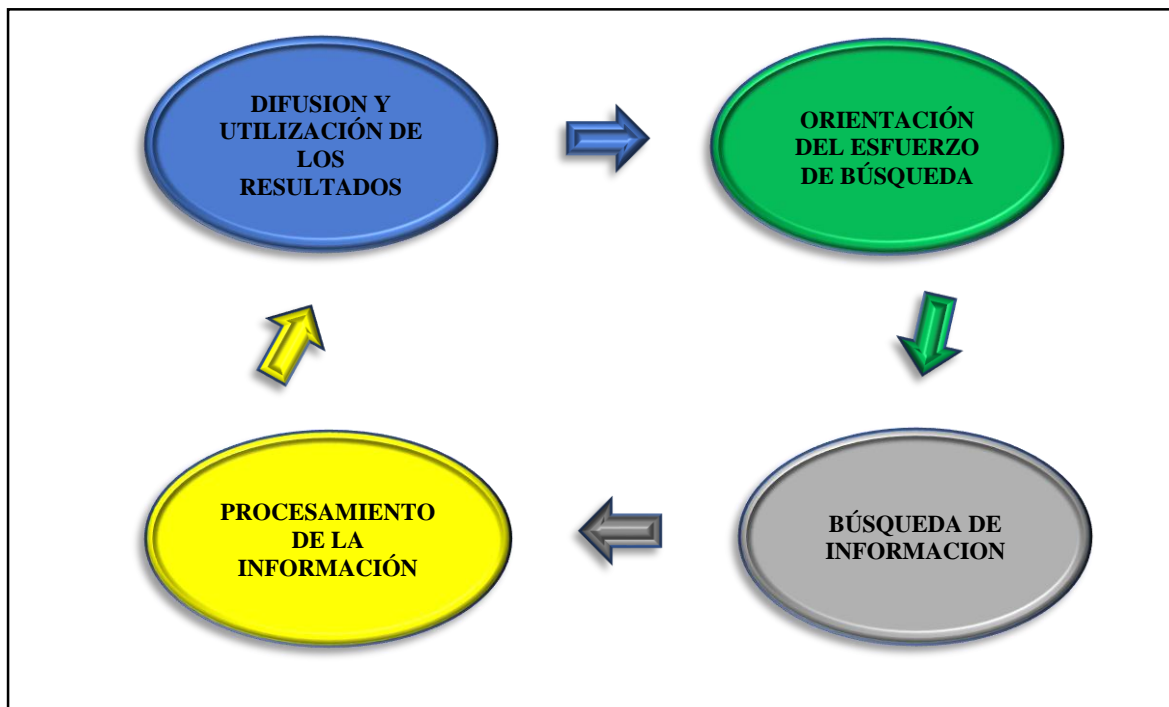 DIFUSION Y
UTILIZACIÓN DE
LOS
RESULTADOS
ORIENTACIÓN
DEL ESFUERZO
DE BÚSQUEDA
PROCESAMIENTO
DE LA
INFORMACIÓN
BÚSQUEDA DE
INFORMACION